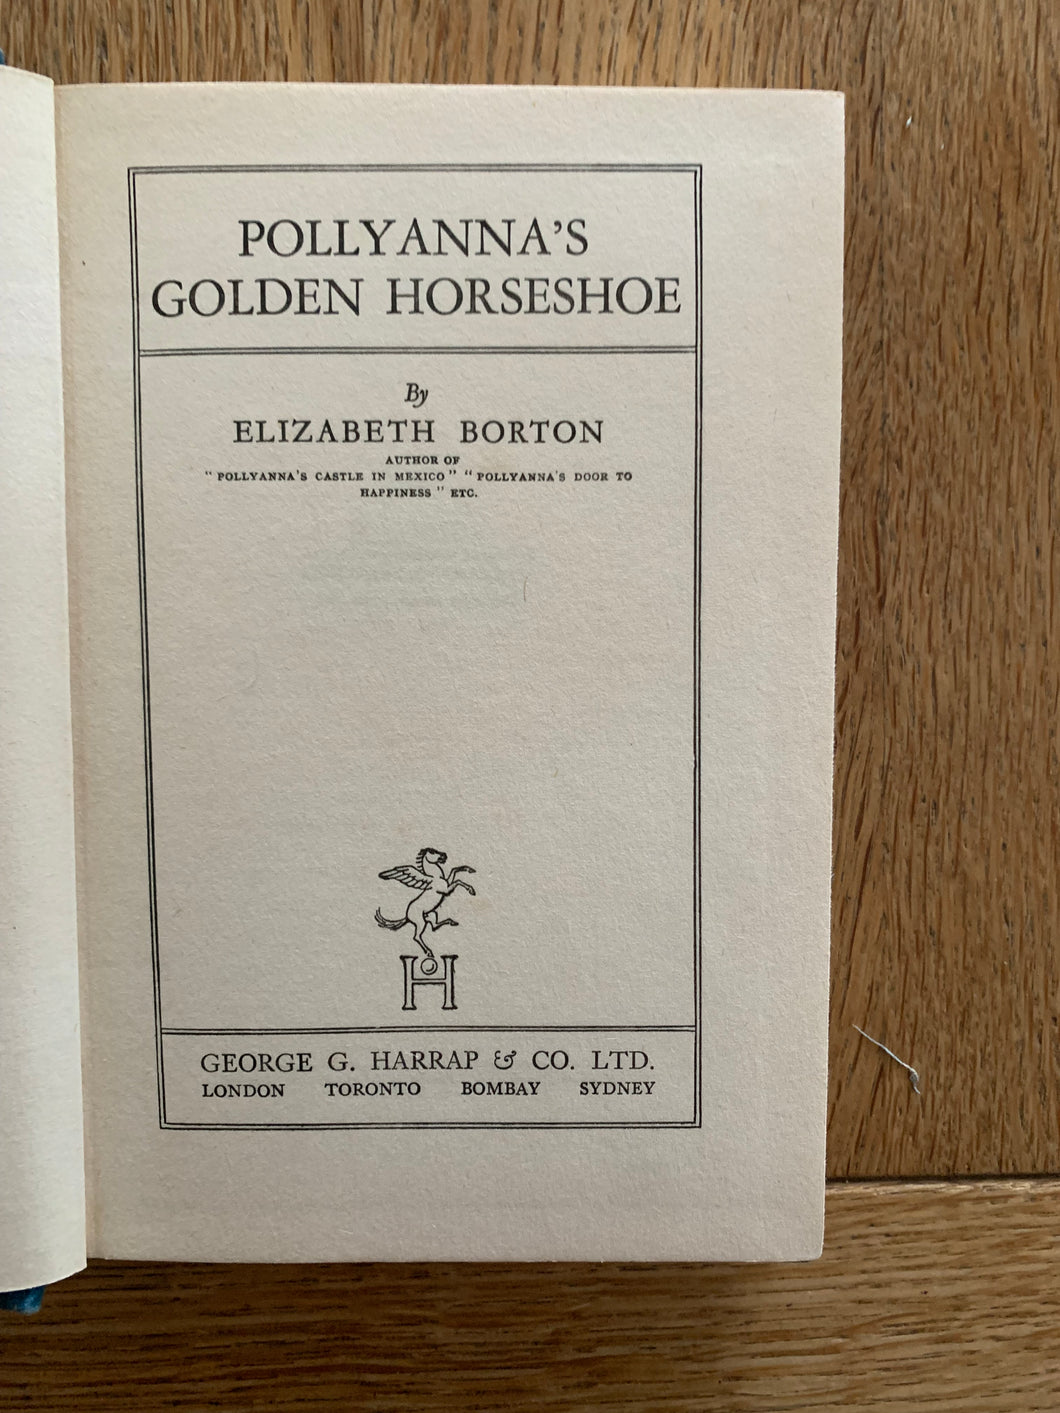 POLLYANNA'S
GOLDEN HORSESHOE
By
ELIZABETH BORTON
AUTHOR OF
"POLLYANNA'S CASTLE IN MEXICO" "POLLYANNA'S DOOR TO
HAPPINESS" ETC.
H
GEORGE G. HARRAP & CO. LTD.
LONDON TORONTO BOMBAY SYDNEY